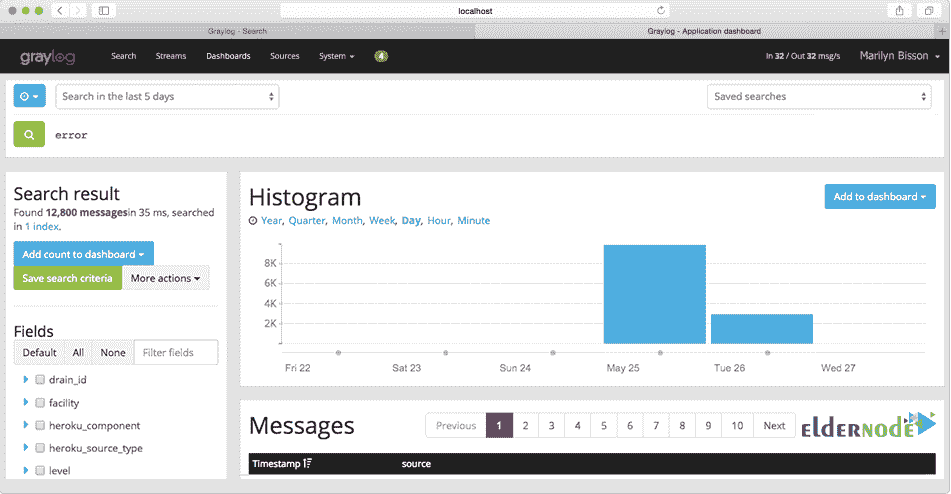 localhost
Graylog - Search
Graylog - Application dashboard
graylog Search Streams Dashboards Sources System In 32 / Out 32 msg/s Marilyn Bisson
Search in the last 5 days
Saved searches
error
Search result
Found 12,800 messagesin 35 ms, searched
in 1 index.
Add count to dashboard
Save search criteria
More actions
Fields
Default All None Filter fields
drain_id
facility
heroku_component
heroku_source_type
level
Histogram
Add to dashboard
Year, Quarter, Month, Week, Day, Hour, Minute
8K
6K
4K
2K
Fri 22 Sat 23 Sun 24 May 25 Tue 26 Wed 27
Messages
Previous 1 2 3 4 5 6 7 8 9 10 Next
ELDERNODE
Timestamp source